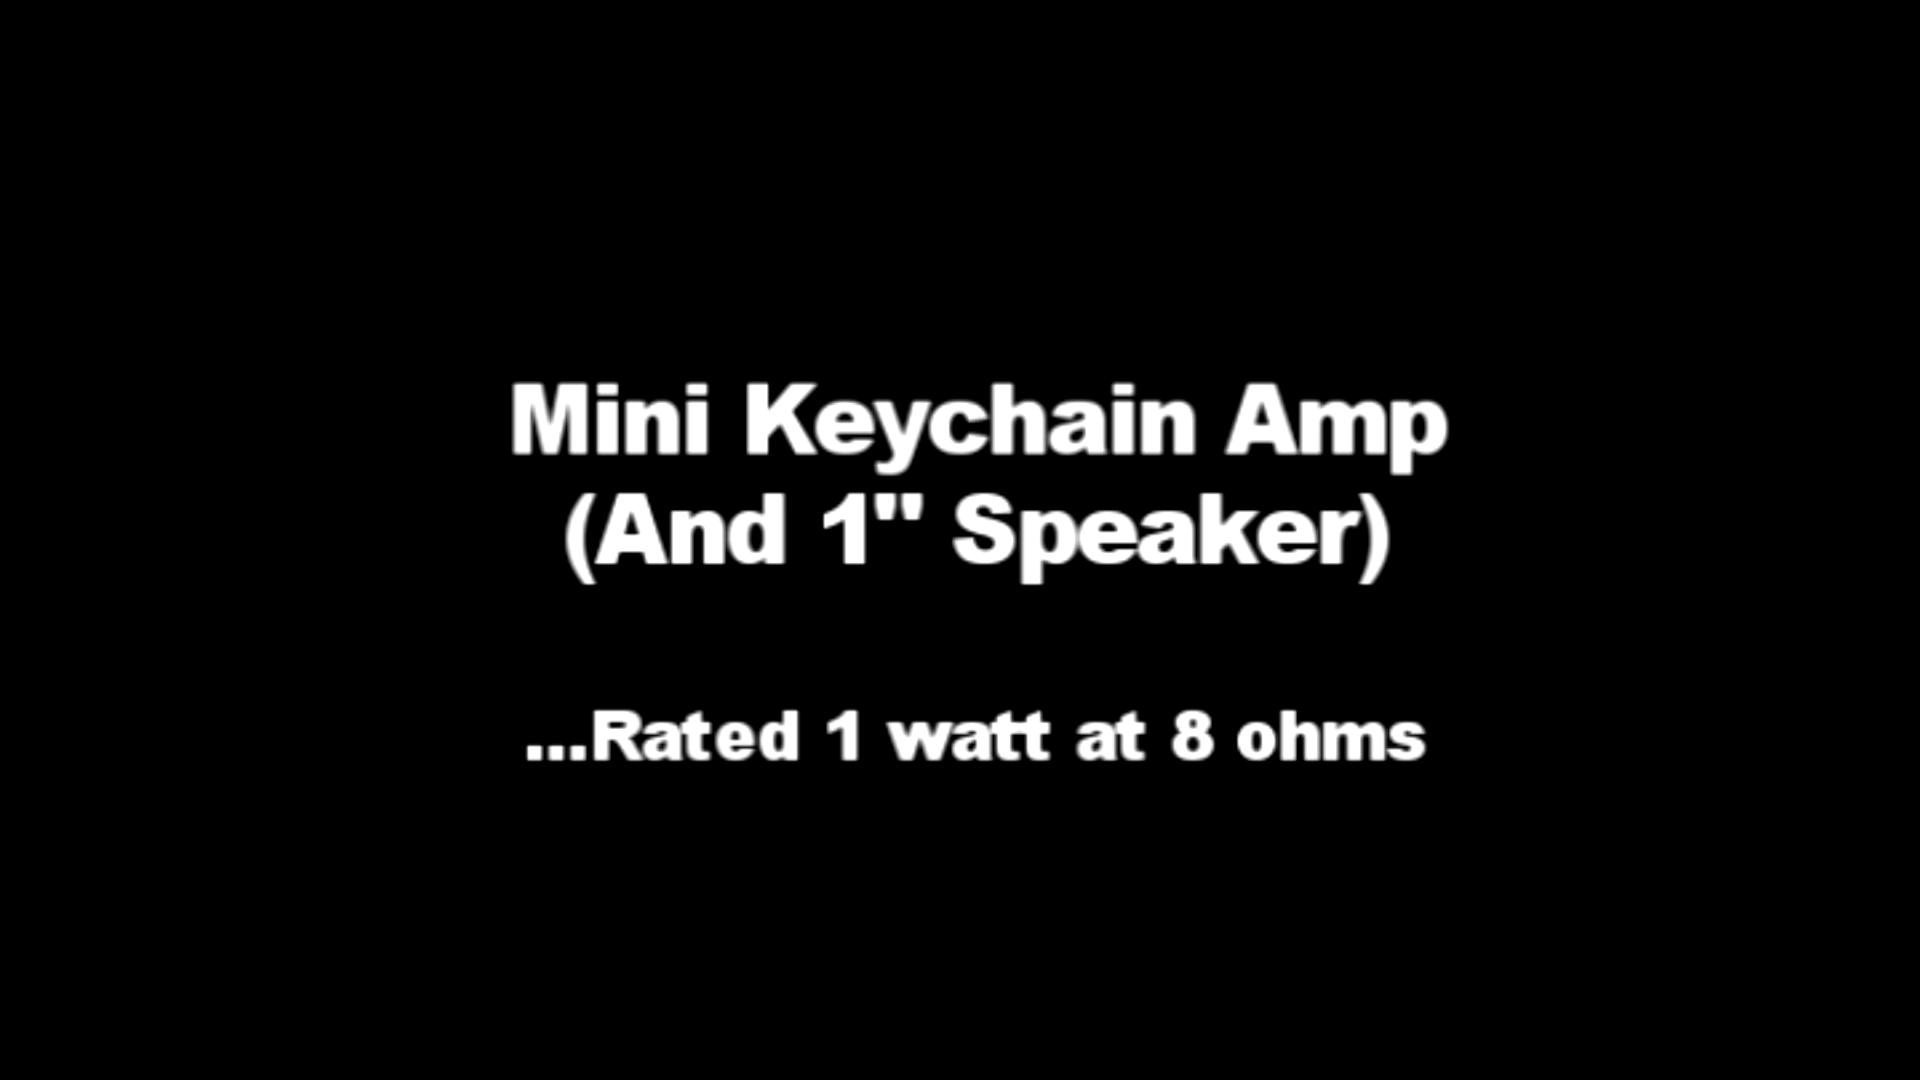 Mini Keychain Amp
(And 1" Speaker)
...Rated 1 watt at 8 ohms